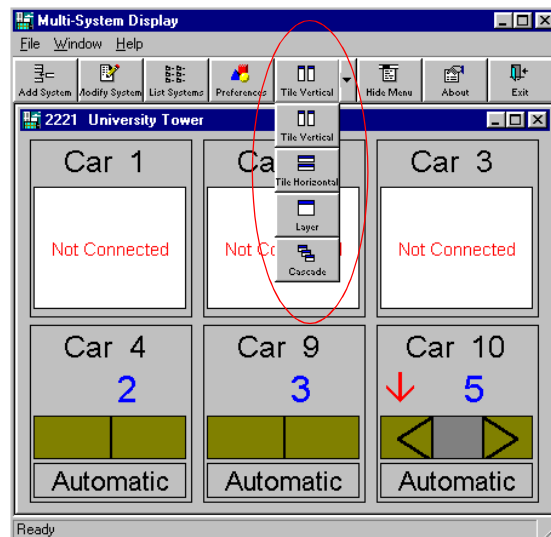 Multi-System Display
File Window Help
Add System Modify System List Systems Preferences Tile Vertical Hide Menu About Exit
2221 University Tower
Tile Vertical
Tile Horizontal
Layer
Cascade
Car 1 Ca Car 3
Not Connected Not C Not Connected
Car 4 Car 9 Car 10
2 3 5
Automatic Automatic Automatic
Ready